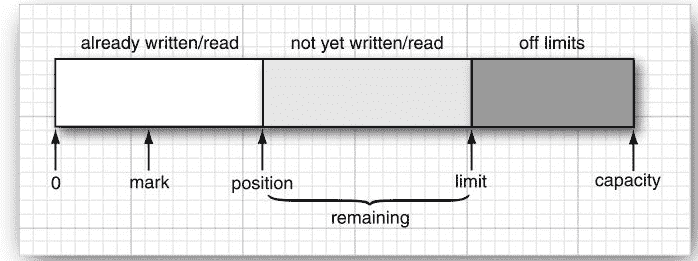 already written/read not yet written/read off limits
0 mark position limit capacity
remaining